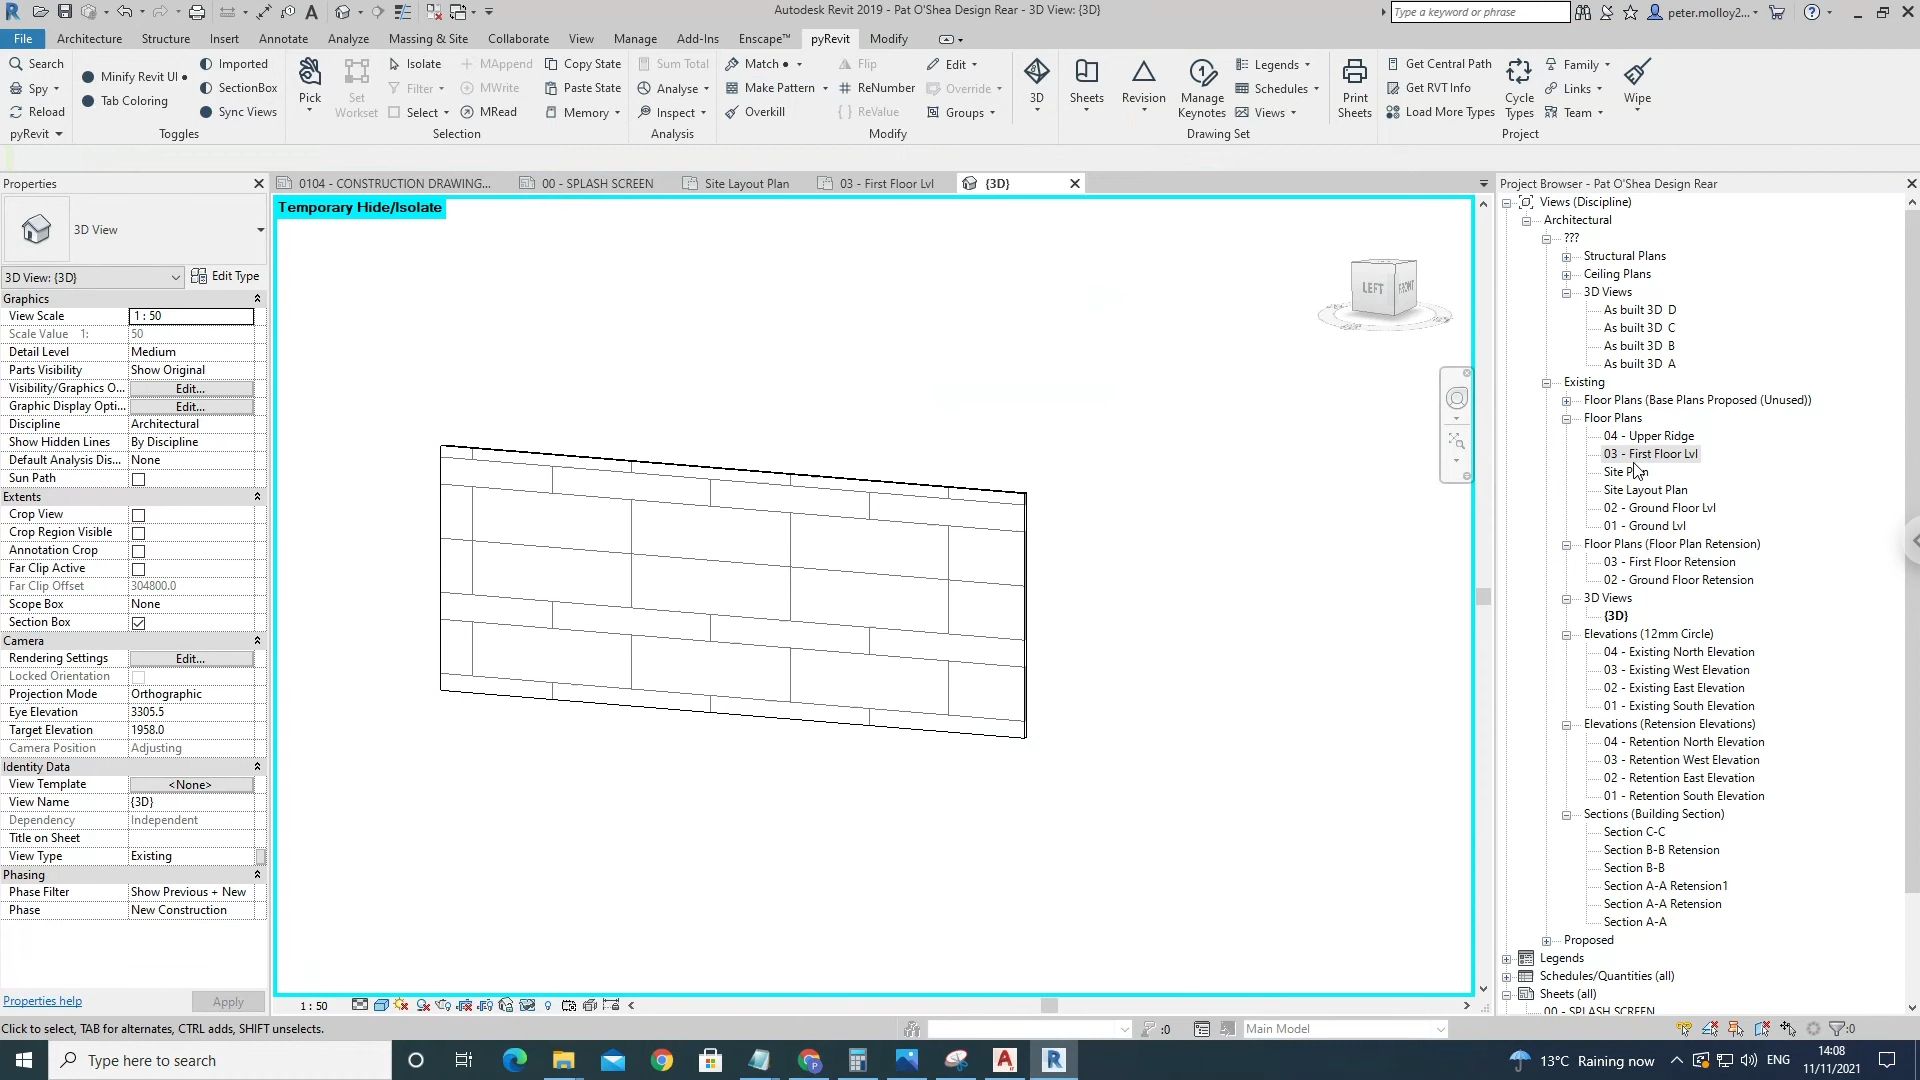 Autodesk Revit 2019 - Pat O'Shea Design Rear - 3D View: {3D}
Type a keyword or phrase
peter.molloy2...
File Architecture Structure Insert Annotate Analyze Massing & Site Collaborate View Manage Add-Ins Enscape™ pyRevit Modify
Search
Spy
Reload
pyRevit
Minify Revit UI
Tab Coloring
Imported
SectionBox
Sync Views
Toggles
Pick
Set Workset
Isolate
Filter
Select
MAppend
MWrite
MRead
Copy State
Paste State
Memory
Selection
Sum Total
Analyse
Inspect
Analysis
Match
Make Pattern
Overkill
Flip
ReNumber
ReValue
Edit
Override
Groups
Modify
3D
Sheets
Revision
Manage Keynotes
Legends
Schedules
Views
Drawing Set
Print Sheets
Get Central Path
Get RVT Info
Load More Types
Cycle Types
Family
Links
Team
Project
Wipe
Properties
0104 - CONSTRUCTION DRAWING...
00 - SPLASH SCREEN
Site Layout Plan
03 - First Floor Lvl
{3D}
Project Browser - Pat O'Shea Design Rear
3D View
3D View: {3D}
Edit Type
Graphics
View Scale 1 : 50
Scale Value 1: 50
Detail Level Medium
Parts Visibility Show Original
Visibility/Graphics O... Edit...
Graphic Display Opti... Edit...
Discipline Architectural
Show Hidden Lines By Discipline
Default Analysis Dis... None
Sun Path
Extents
Crop View
Crop Region Visible
Annotation Crop
Far Clip Active
Far Clip Offset 304800.0
Scope Box None
Section Box
Camera
Rendering Settings Edit...
Locked Orientation
Projection Mode Orthographic
Eye Elevation 3305.5
Target Elevation 1958.0
Camera Position Adjusting
Identity Data
View Template <None>
View Name {3D}
Dependency Independent
Title on Sheet
View Type Existing
Phasing
Phase Filter Show Previous + New
Phase New Construction
Properties help
Apply
Temporary Hide/Isolate
LEFT
FRONT
Views (Discipline)
Architectural
???
Structural Plans
Ceiling Plans
3D Views
As built 3D D
As built 3D C
As built 3D B
As built 3D A
Existing
Floor Plans (Base Plans Proposed (Unused))
Floor Plans
04 - Upper Ridge
03 - First Floor Lvl
Site Plan
Site Layout Plan
02 - Ground Floor Lvl
01 - Ground Lvl
Floor Plans (Floor Plan Retension)
03 - First Floor Retension
02 - Ground Floor Retension
3D Views
{3D}
Elevations (12mm Circle)
04 - Existing North Elevation
03 - Existing West Elevation
02 - Existing East Elevation
01 - Existing South Elevation
Elevations (Retension Elevations)
04 - Retention North Elevation
03 - Retension West Elevation
02 - Retension East Elevation
01 - Retension South Elevation
Sections (Building Section)
Section C-C
Section B-B Retension
Section B-B
Section A-A Retension1
Section A-A Retension
Section A-A
Proposed
Legends
Schedules/Quantities (all)
Sheets (all)
00 - SPLASH SCREEN
1 : 50
Click to select, TAB for alternates, CTRL adds, SHIFT unselects.
:0
Main Model
:0
Type here to search
13°C Raining now
ENG
14:08
11/11/2021